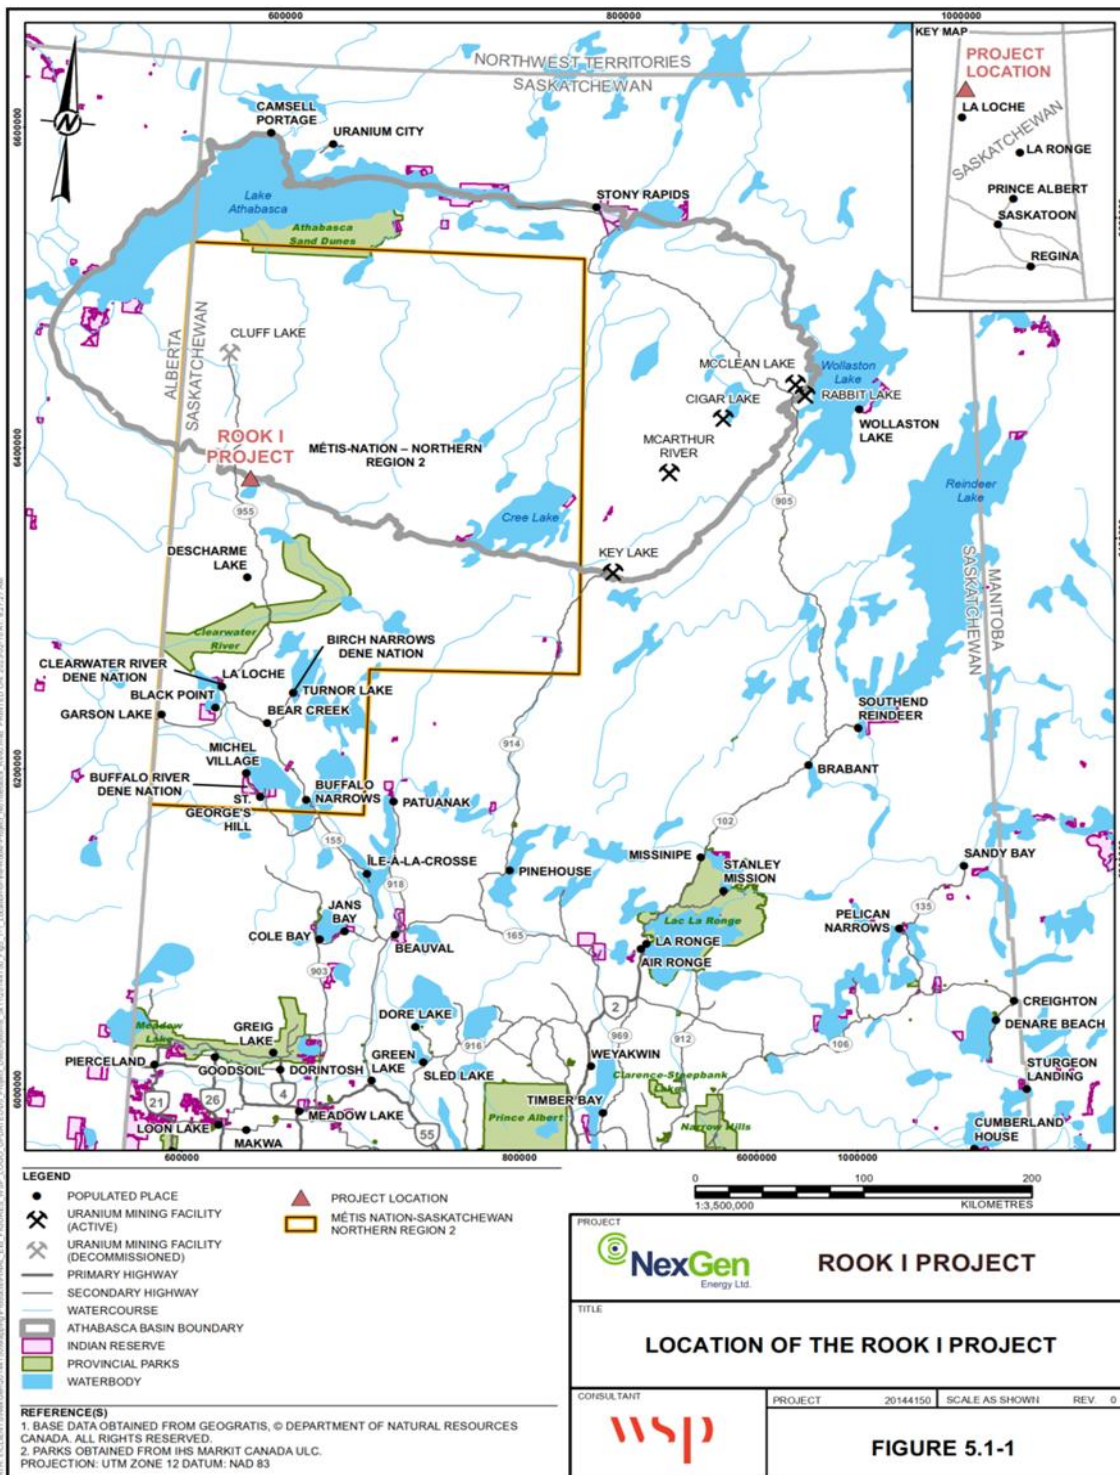 600000
800000
1000000
KEY MAP
PROJECT
LOCATION
LA LOCHE
SASKATCHEWAN
LA RONGE
PRINCE ALBERT
SASKATOON
REGINA
NORTHWEST TERRITORIES
SASKATCHEWAN
N
6600000
CAMSELL
PORTAGE
URANIUM CITY
Lake
Athabasca
Athabasca
Sand Dunes
STONY RAPIDS
ALBERTA
SASKATCHEWAN
CLUFF LAKE
MCCLEAN LAKE
Wollaston
Lake
CIGAR LAKE
RABBIT LAKE
WOLLASTON
LAKE
6400000
ROOK I
PROJECT
MÉTIS-NATION – NORTHERN
REGION 2
MCARTHUR
RIVER
Reindeer
Lake
955
905
Cree Lake
DESCHARME
LAKE
KEY LAKE
SASKATCHEWAN
MANITOBA
Clearwater
River
CLEARWATER RIVER
DENE NATION
BIRCH NARROWS
DENE NATION
LA LOCHE
BLACK POINT
TURNOR LAKE
GARSON LAKE
BEAR CREEK
SOUTHEND
REINDEER
6200000
MICHEL
VILLAGE
914
BRABANT
BUFFALO RIVER
DENE NATION
BUFFALO
NARROWS
PATUANAK
ST.
GEORGE'S
HILL
155
102
MISSINIPE
STANLEY
MISSION
SANDY BAY
ÎLE-À-LA-CROSSE
918
PINEHOUSE
JANS
BAY
Lac La Ronge
PELICAN
NARROWS
135
COLE BAY
BEAUVAL
165
LA RONGE
AIR RONGE
903
2
CREIGHTON
DENARE BEACH
Meadow
Lake
GREIG
LAKE
DORE LAKE
916
969
912
106
PIERCELAND
GOODSOIL
DORINTOSH
GREEN
LAKE
SLED LAKE
WEYAKWIN
Clarence-Steepbank
Lakes
STURGEON
LANDING
6000000
21
26
4
MEADOW LAKE
TIMBER BAY
Prince Albert
Narrow Hills
LOON LAKE
MAKWA
55
CUMBERLAND
HOUSE
600000
800000
6000000
1000000
LEGEND
POPULATED PLACE
URANIUM MINING FACILITY
(ACTIVE)
URANIUM MINING FACILITY
(DECOMMISSIONED)
PRIMARY HIGHWAY
SECONDARY HIGHWAY
WATERCOURSE
ATHABASCA BASIN BOUNDARY
INDIAN RESERVE
PROVINCIAL PARKS
WATERBODY
PROJECT LOCATION
MÉTIS NATION-SASKATCHEWAN
NORTHERN REGION 2
0 100 200
1:3,500,000 KILOMETRES
REFERENCE(S)
1. BASE DATA OBTAINED FROM GEOGRATIS, © DEPARTMENT OF NATURAL RESOURCES
CANADA. ALL RIGHTS RESERVED.
2. PARKS OBTAINED FROM IHS MARKIT CANADA ULC.
PROJECTION: UTM ZONE 12 DATUM: NAD 83
PROJECT
NexGen
Energy Ltd.
ROOK I PROJECT
TITLE
LOCATION OF THE ROOK I PROJECT
CONSULTANT
wsp
PROJECT 20144150 SCALE AS SHOWN REV. 0
FIGURE 5.1-1